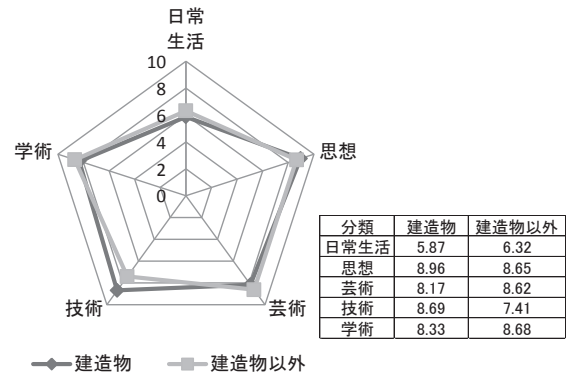 日常
生活
10
8
6
4
2
0
学術
思想
技術
芸術
分類 建造物 建造物以外
日常生活 5.87 6.32
思想 8.96 8.65
芸術 8.17 8.62
技術 8.69 7.41
学術 8.33 8.68
建造物 建造物以外